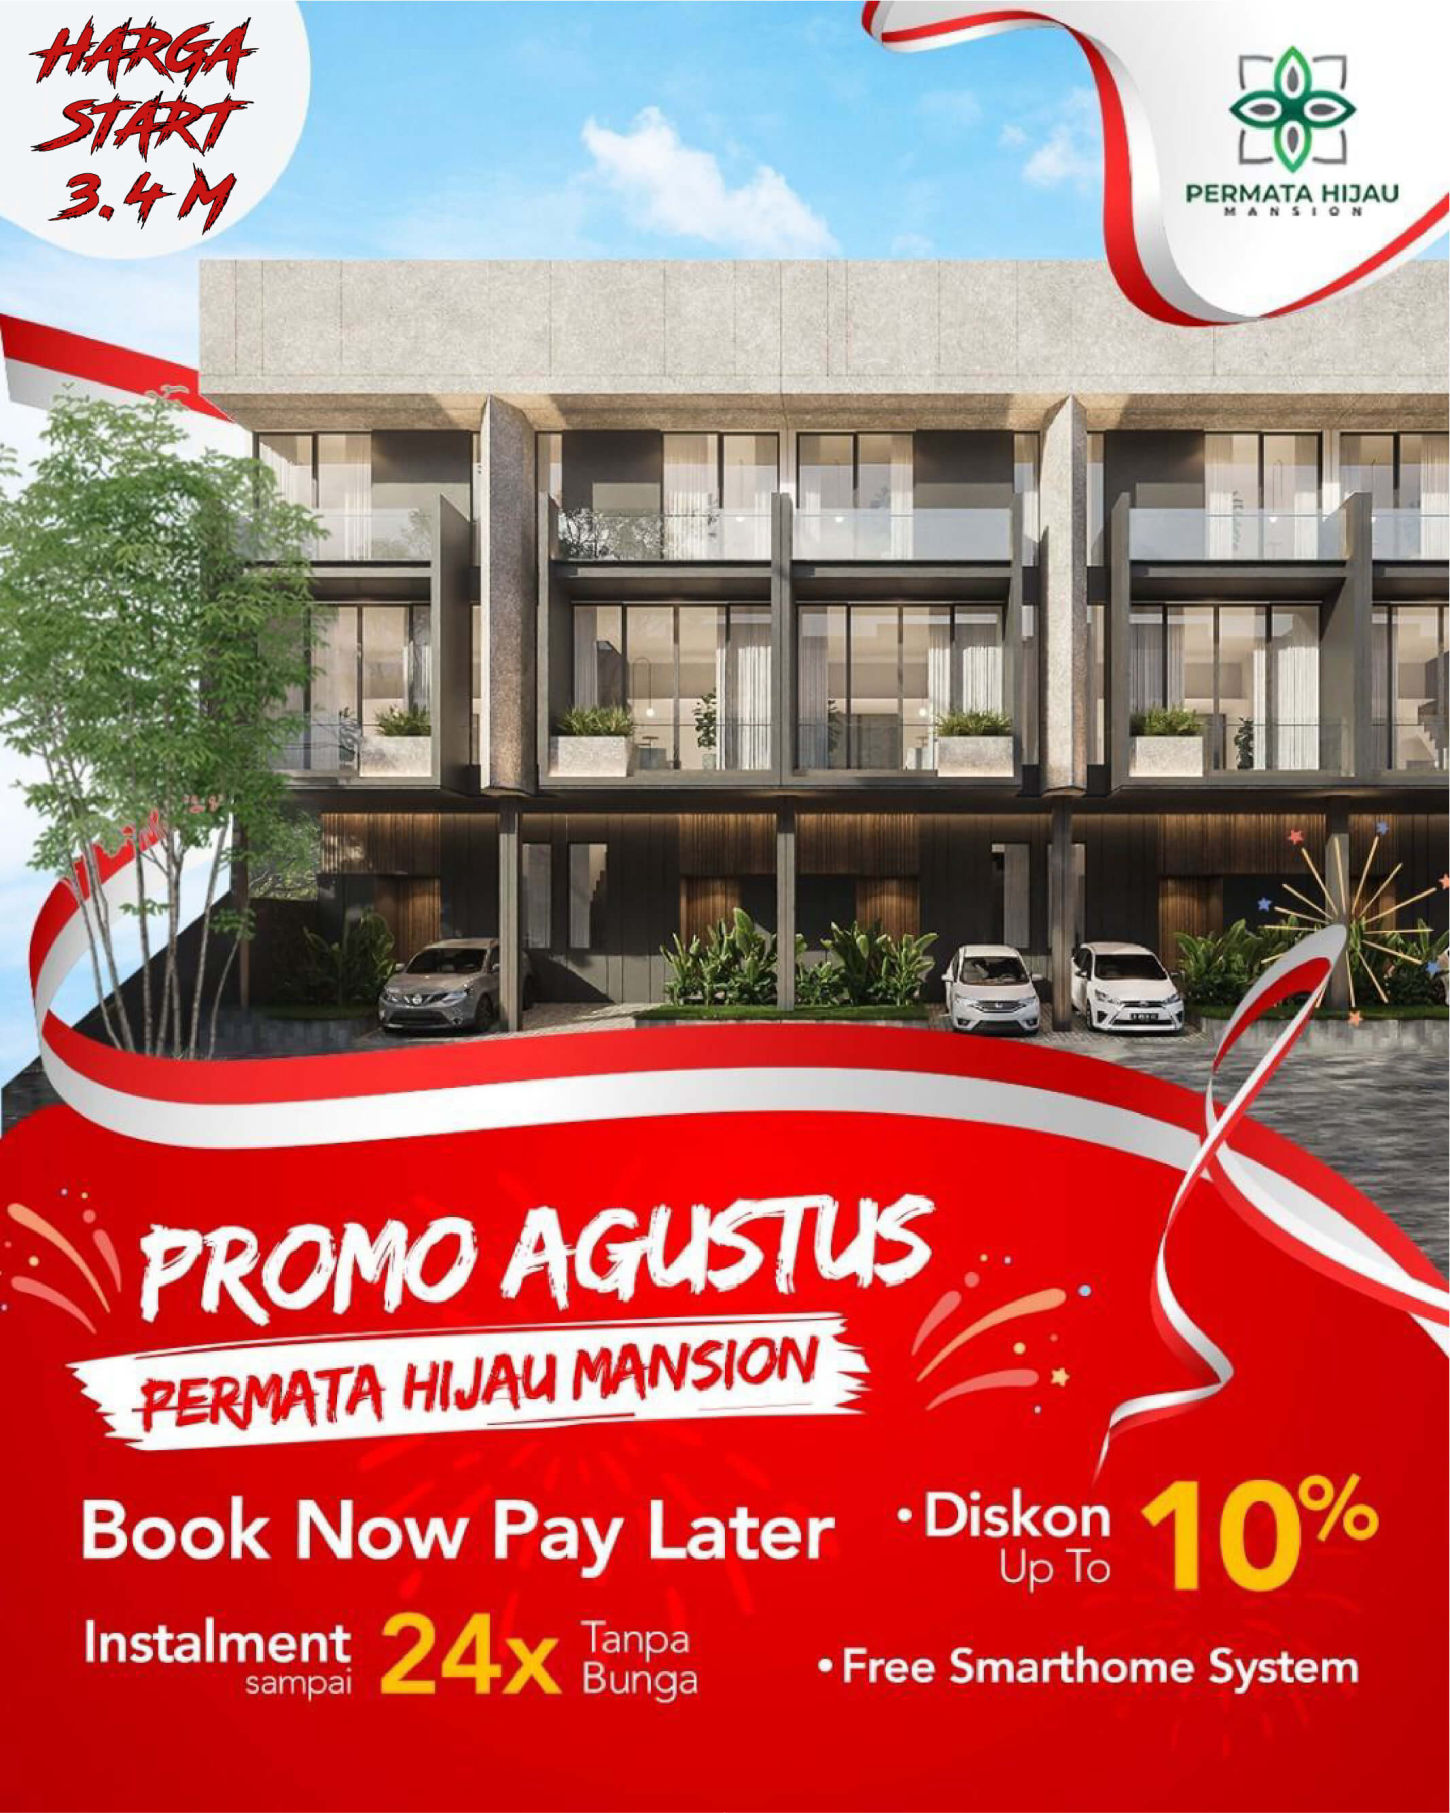 HARGA
START
3.4 M
PERMATA HIJAU
MANSION
PROMO AGUSTUS
PERMATA HIJAU MANSION
Book Now Pay Later
Instalment
sampai
24x
Tanpa
Bunga
• Diskon
Up To
10%
• Free Smarthome System